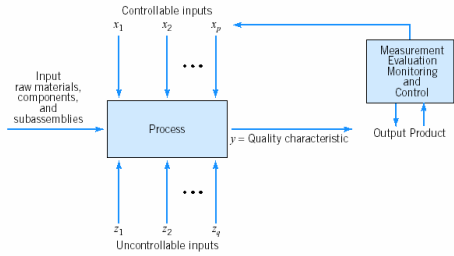 Controllable inputs
x1
x2
xp
...
Measurement
Evaluation
Monitoring
and
Control
Input
raw materials,
components,
and
subassemblies
Process
y = Quality characteristic
Output Product
...
z1
z2
zq
Uncontrollable inputs